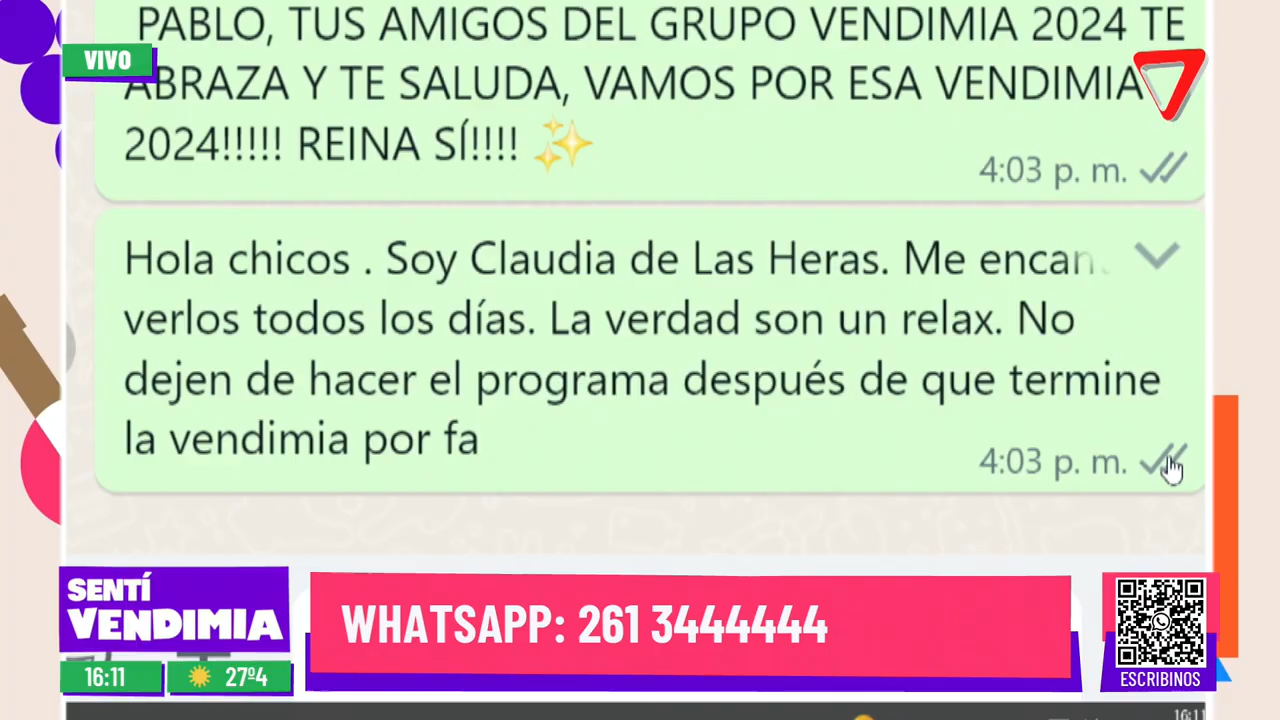 PABLO, TUS AMIGOS DEL GRUPO VENDIMIA 2024 TE
VIVO
ABRAZA Y TE SALUDA, VAMOS POR ESA VENDIMIA
2024!!!!! REINA SÍ!!!! ✨
4:03 p. m.
Hola chicos . Soy Claudia de Las Heras. Me encan
verlos todos los días. La verdad son un relax. No
dejen de hacer el programa después de que termine
la vendimia por fa
4:03 p. m.
SENTÍ
VENDIMIA
WHATSAPP: 261 3444444
16:11
27º4
ESCRIBINOS
16:11